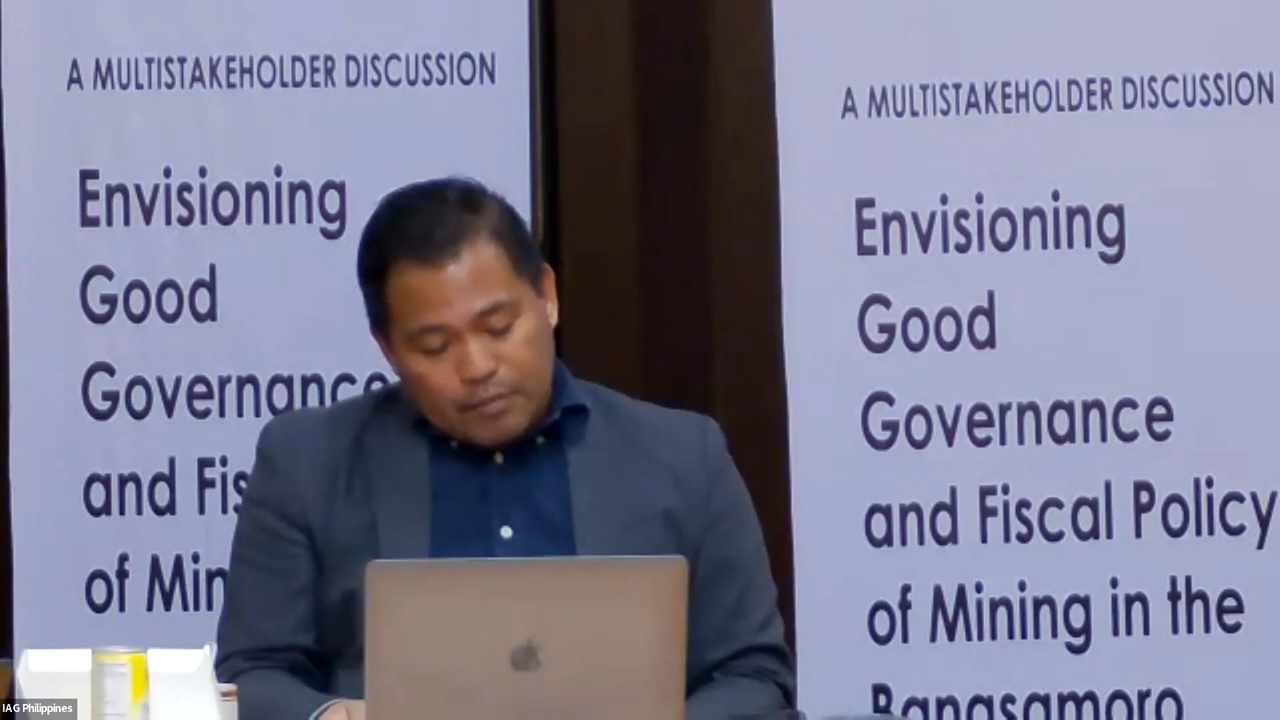 A MULTISTAKEHOLDER DISCUSSION
Envisioning
Good
Governance
and Fis
of Min
A MULTISTAKEHOLDER DISCUSSION
Envisioning
Good
Governance
and Fiscal Policy
of Mining in the
Bangsamoro
IAG Philippines